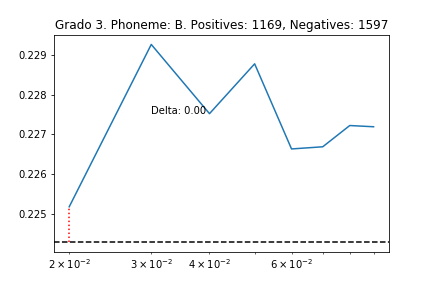 Grado 3. Phoneme: B. Positives: 1169, Negatives: 1597
0.229
0.228
Delta: 0.00
0.227
0.226
0.225
2 × 10⁻² 3 × 10⁻² 4 × 10⁻² 6 × 10⁻²